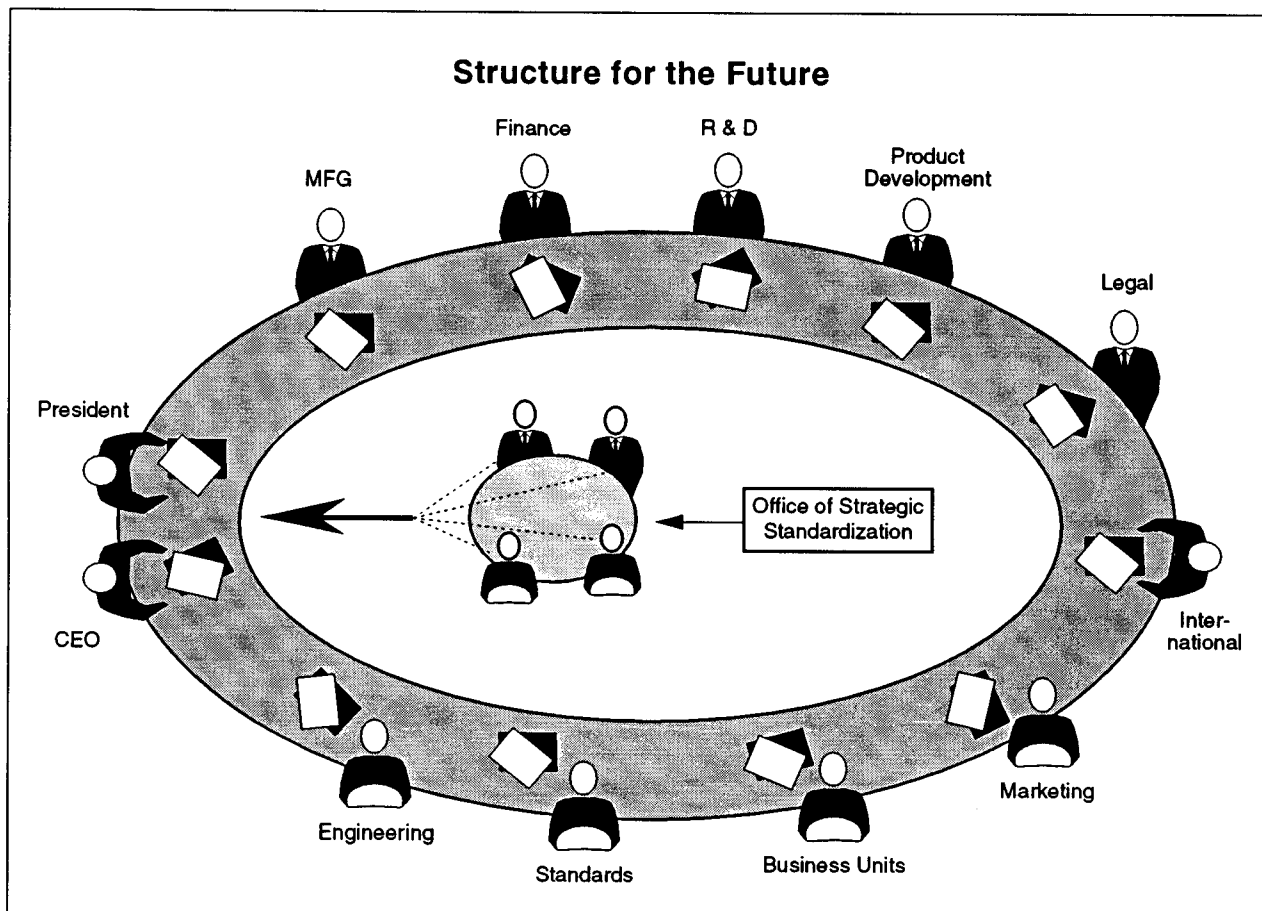 Structure for the Future
Finance
R & D
Product
Development
MFG
Legal
President
Office of Strategic
Standardization
CEO
Inter-
national
Marketing
Engineering
Business Units
Standards